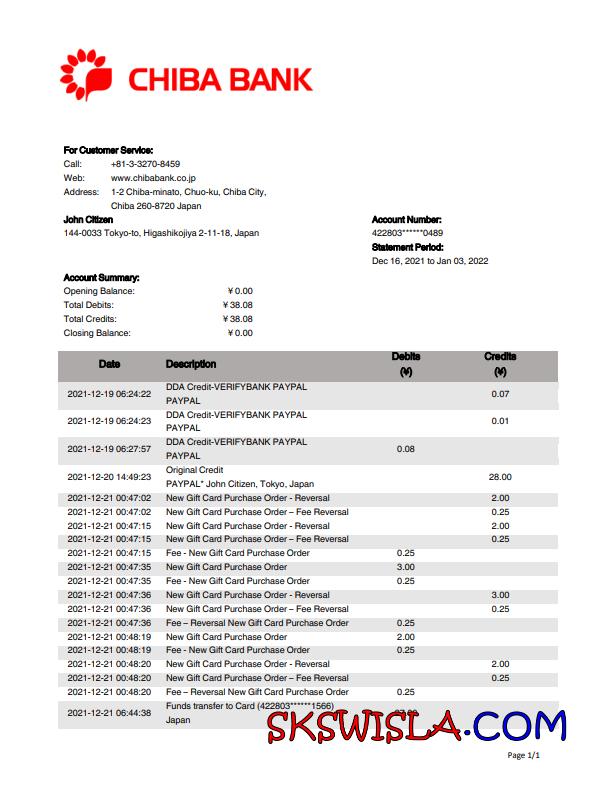 CHIBA BANK
For Customer Service:
Call: +81-3-3270-8459
Web: www.chibabank.co.jp
Address: 1-2 Chiba-minato, Chuo-ku, Chiba City,
Chiba 260-8720 Japan
John Citizen
144-0033 Tokyo-to, Higashikojiya 2-11-18, Japan
Account Number:
422803******0489
Statement Period:
Dec 16, 2021 to Jan 03, 2022
Account Summary:
Opening Balance: ¥ 0.00
Total Debits: ¥ 38.08
Total Credits: ¥ 38.08
Closing Balance: ¥ 0.00
Date Description Debits (¥) Credits (¥)
2021-12-19 06:24:22 DDA Credit-VERIFYBANK PAYPAL PAYPAL 0.07
2021-12-19 06:24:23 DDA Credit-VERIFYBANK PAYPAL PAYPAL 0.01
2021-12-19 06:27:57 DDA Credit-VERIFYBANK PAYPAL PAYPAL 0.08
2021-12-20 14:49:23 Original Credit PAYPAL* John Citizen, Tokyo, Japan 28.00
2021-12-21 00:47:02 New Gift Card Purchase Order - Reversal 2.00
2021-12-21 00:47:02 New Gift Card Purchase Order – Fee Reversal 0.25
2021-12-21 00:47:15 New Gift Card Purchase Order - Reversal 2.00
2021-12-21 00:47:15 New Gift Card Purchase Order – Fee Reversal 0.25
2021-12-21 00:47:15 Fee - New Gift Card Purchase Order 0.25
2021-12-21 00:47:35 New Gift Card Purchase Order 3.00
2021-12-21 00:47:35 Fee - New Gift Card Purchase Order 0.25
2021-12-21 00:47:36 New Gift Card Purchase Order - Reversal 3.00
2021-12-21 00:47:36 New Gift Card Purchase Order – Fee Reversal 0.25
2021-12-21 00:47:36 Fee – Reversal New Gift Card Purchase Order 0.25
2021-12-21 00:48:19 New Gift Card Purchase Order 2.00
2021-12-21 00:48:19 Fee - New Gift Card Purchase Order 0.25
2021-12-21 00:48:20 New Gift Card Purchase Order - Reversal 2.00
2021-12-21 00:48:20 New Gift Card Purchase Order – Fee Reversal 0.25
2021-12-21 00:48:20 Fee – Reversal New Gift Card Purchase Order 0.25
2021-12-21 06:44:38 Funds transfer to Card (422803******1566) Japan
SKSWISLA.COM
Page 1/1